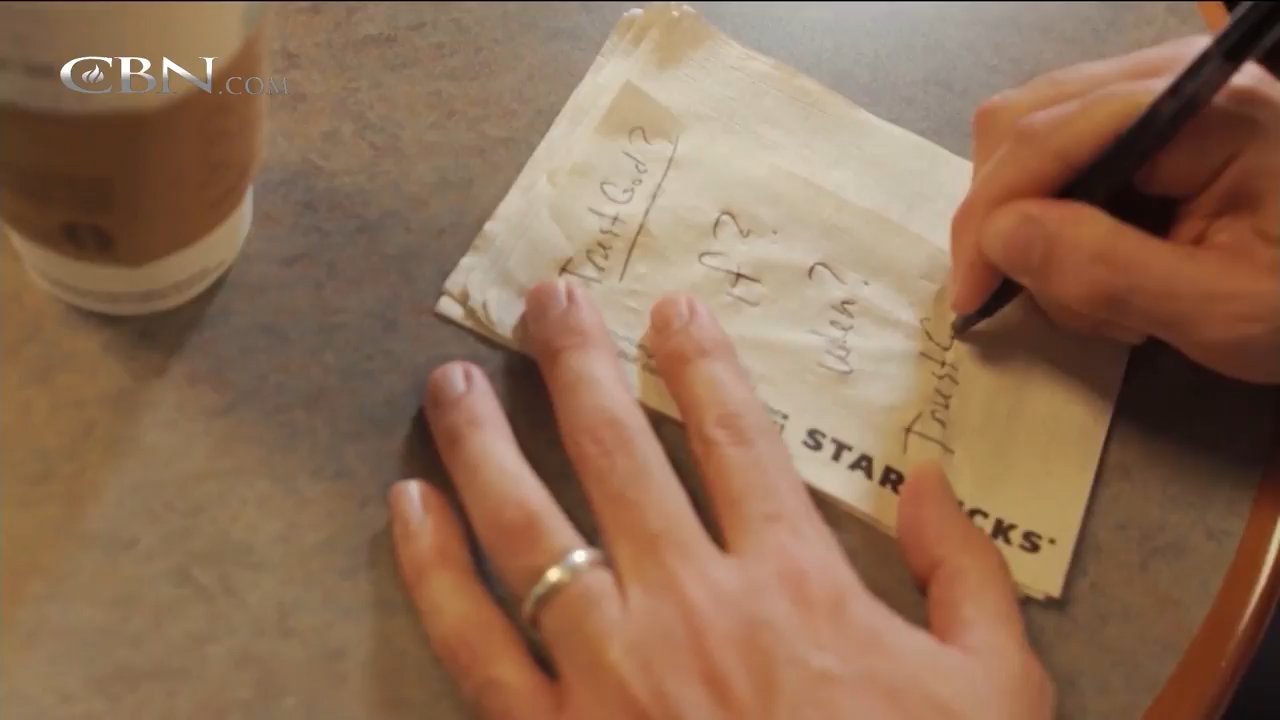 CBN.COM
Trust God?
if?
when?
Trust G
STARBUCKS